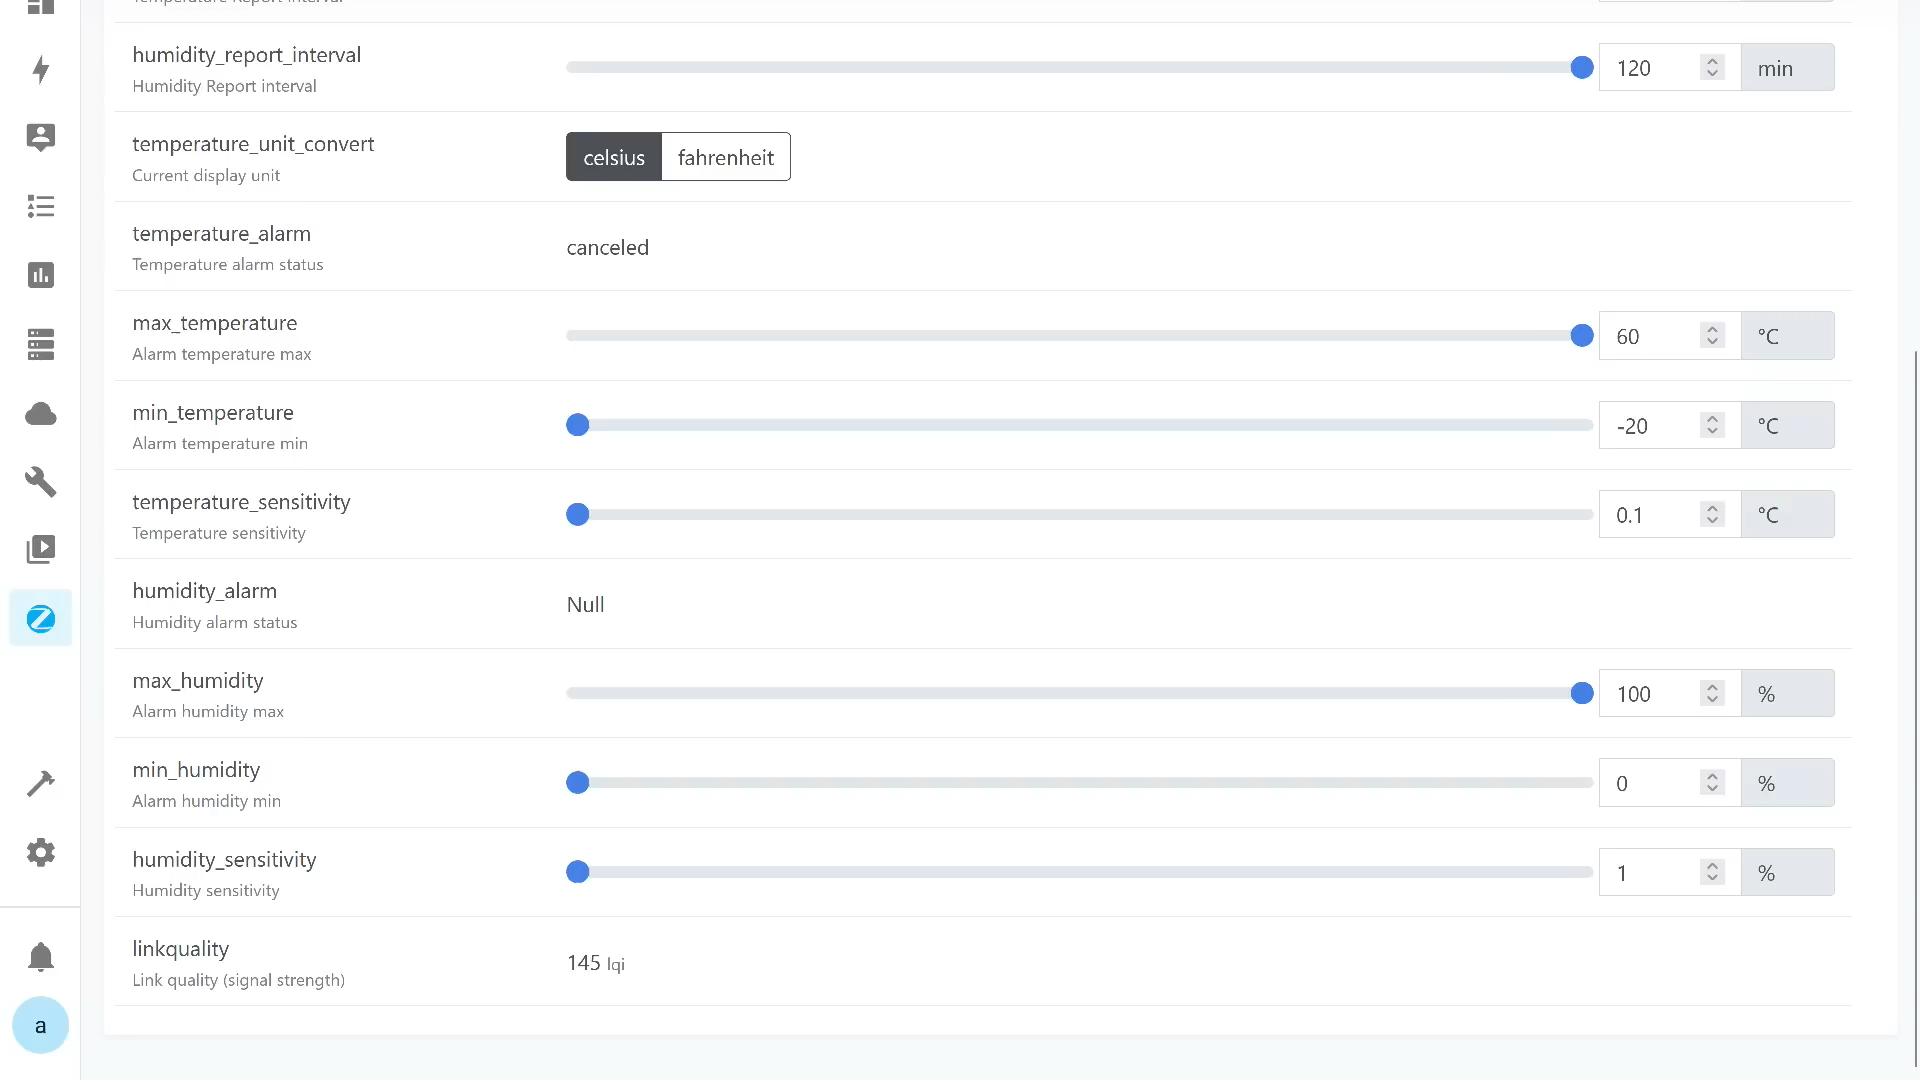 Temperature Report interval
humidity_report_interval
Humidity Report interval
120
min
temperature_unit_convert
Current display unit
celsius
fahrenheit
temperature_alarm
Temperature alarm status
canceled
max_temperature
Alarm temperature max
60
°C
min_temperature
Alarm temperature min
-20
°C
temperature_sensitivity
Temperature sensitivity
0.1
°C
humidity_alarm
Humidity alarm status
Null
max_humidity
Alarm humidity max
100
%
min_humidity
Alarm humidity min
0
%
humidity_sensitivity
Humidity sensitivity
1
%
linkquality
Link quality (signal strength)
145 lqi
a